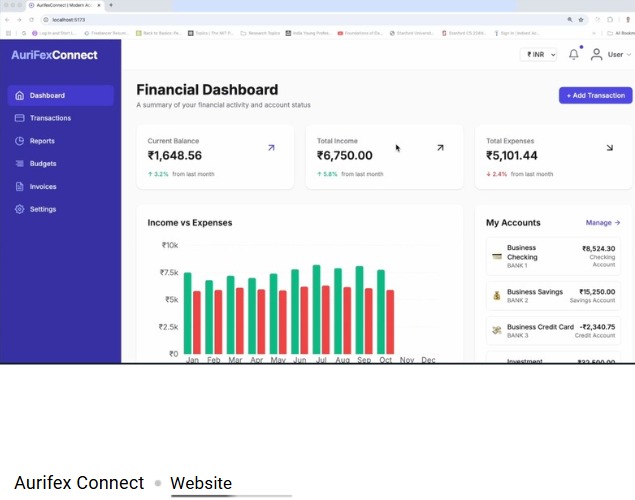 AurifexConnect | Modern Ac
localhost:5173
AuriFexConnect
₹ INR
User
Dashboard
Transactions
Reports
Budgets
Invoices
Settings
Financial Dashboard
A summary of your financial activity and account status
+ Add Transaction
Current Balance
₹1,648.56
↑ 3.2% from last month
Total Income
₹6,750.00
↑ 5.8% from last month
Total Expenses
₹5,101.44
↓ 2.4% from last month
Income vs Expenses
₹10k
₹7.5k
₹5k
₹2.5k
₹0
Jan Feb Mar Apr May Jun Jul Aug Sep Oct Nov Dec
My Accounts
Manage →
Business Checking
BANK 1
₹8,524.30
Checking Account
Business Savings
BANK 2
₹15,250.00
Savings Account
Business Credit Card
BANK 3
-₹2,340.75
Credit Account
Investment
₹32,500.00
Aurifex Connect
Website